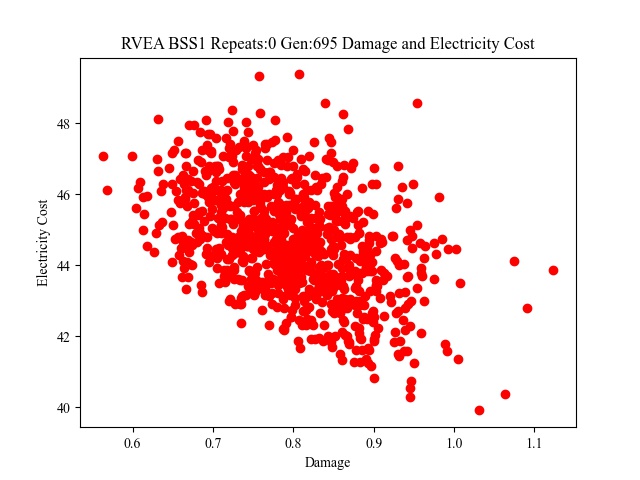 RVEA BSS1 Repeats:0 Gen:695 Damage and Electricity Cost
48
46
44
42
40
Electricity Cost
0.6 0.7 0.8 0.9 1.0 1.1
Damage